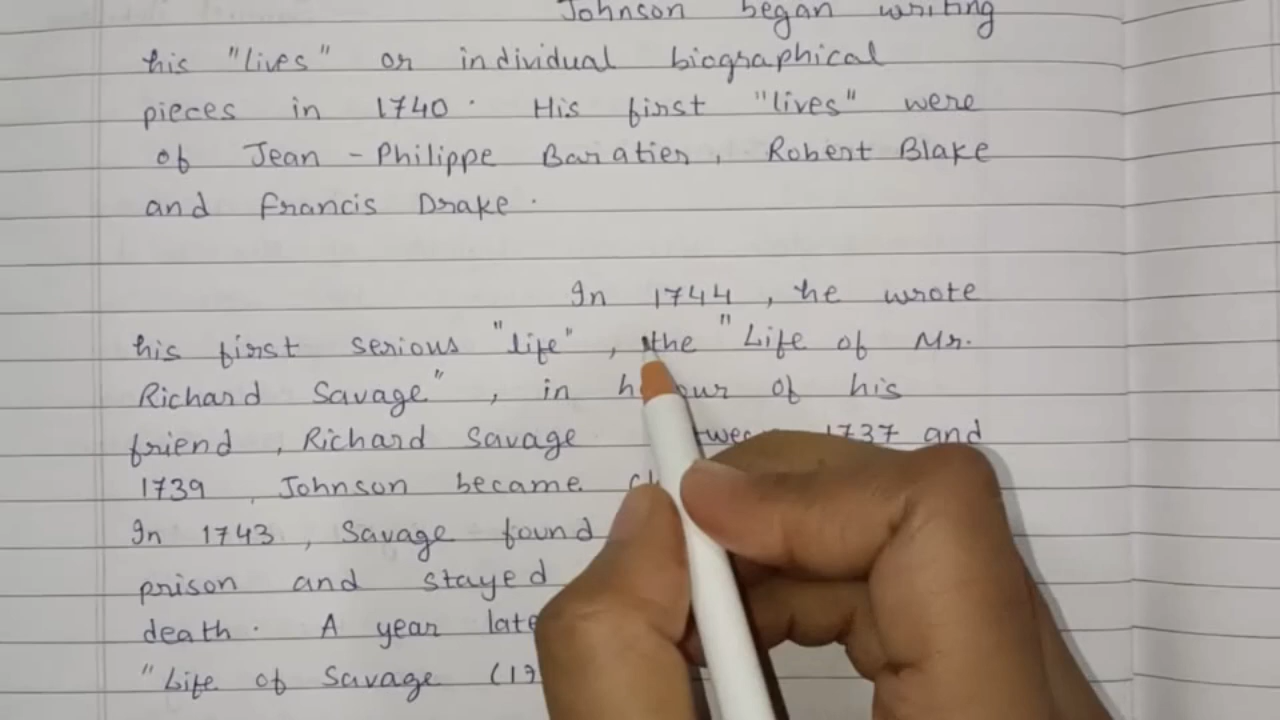 Johnson began writing
his "lives" or individual biographical
pieces in 1740. His first "lives" were
of Jean - Philippe Baratier, Robert Blake
and Francis Drake.
In 1744, he wrote
his first serious "life", the "Life of Mr.
Richard Savage", in of his
friend, Richard Savage 1737 and
1739, Johnson became
In 1743, Savage found
prison and stayed
death. A year
"Life of Savage